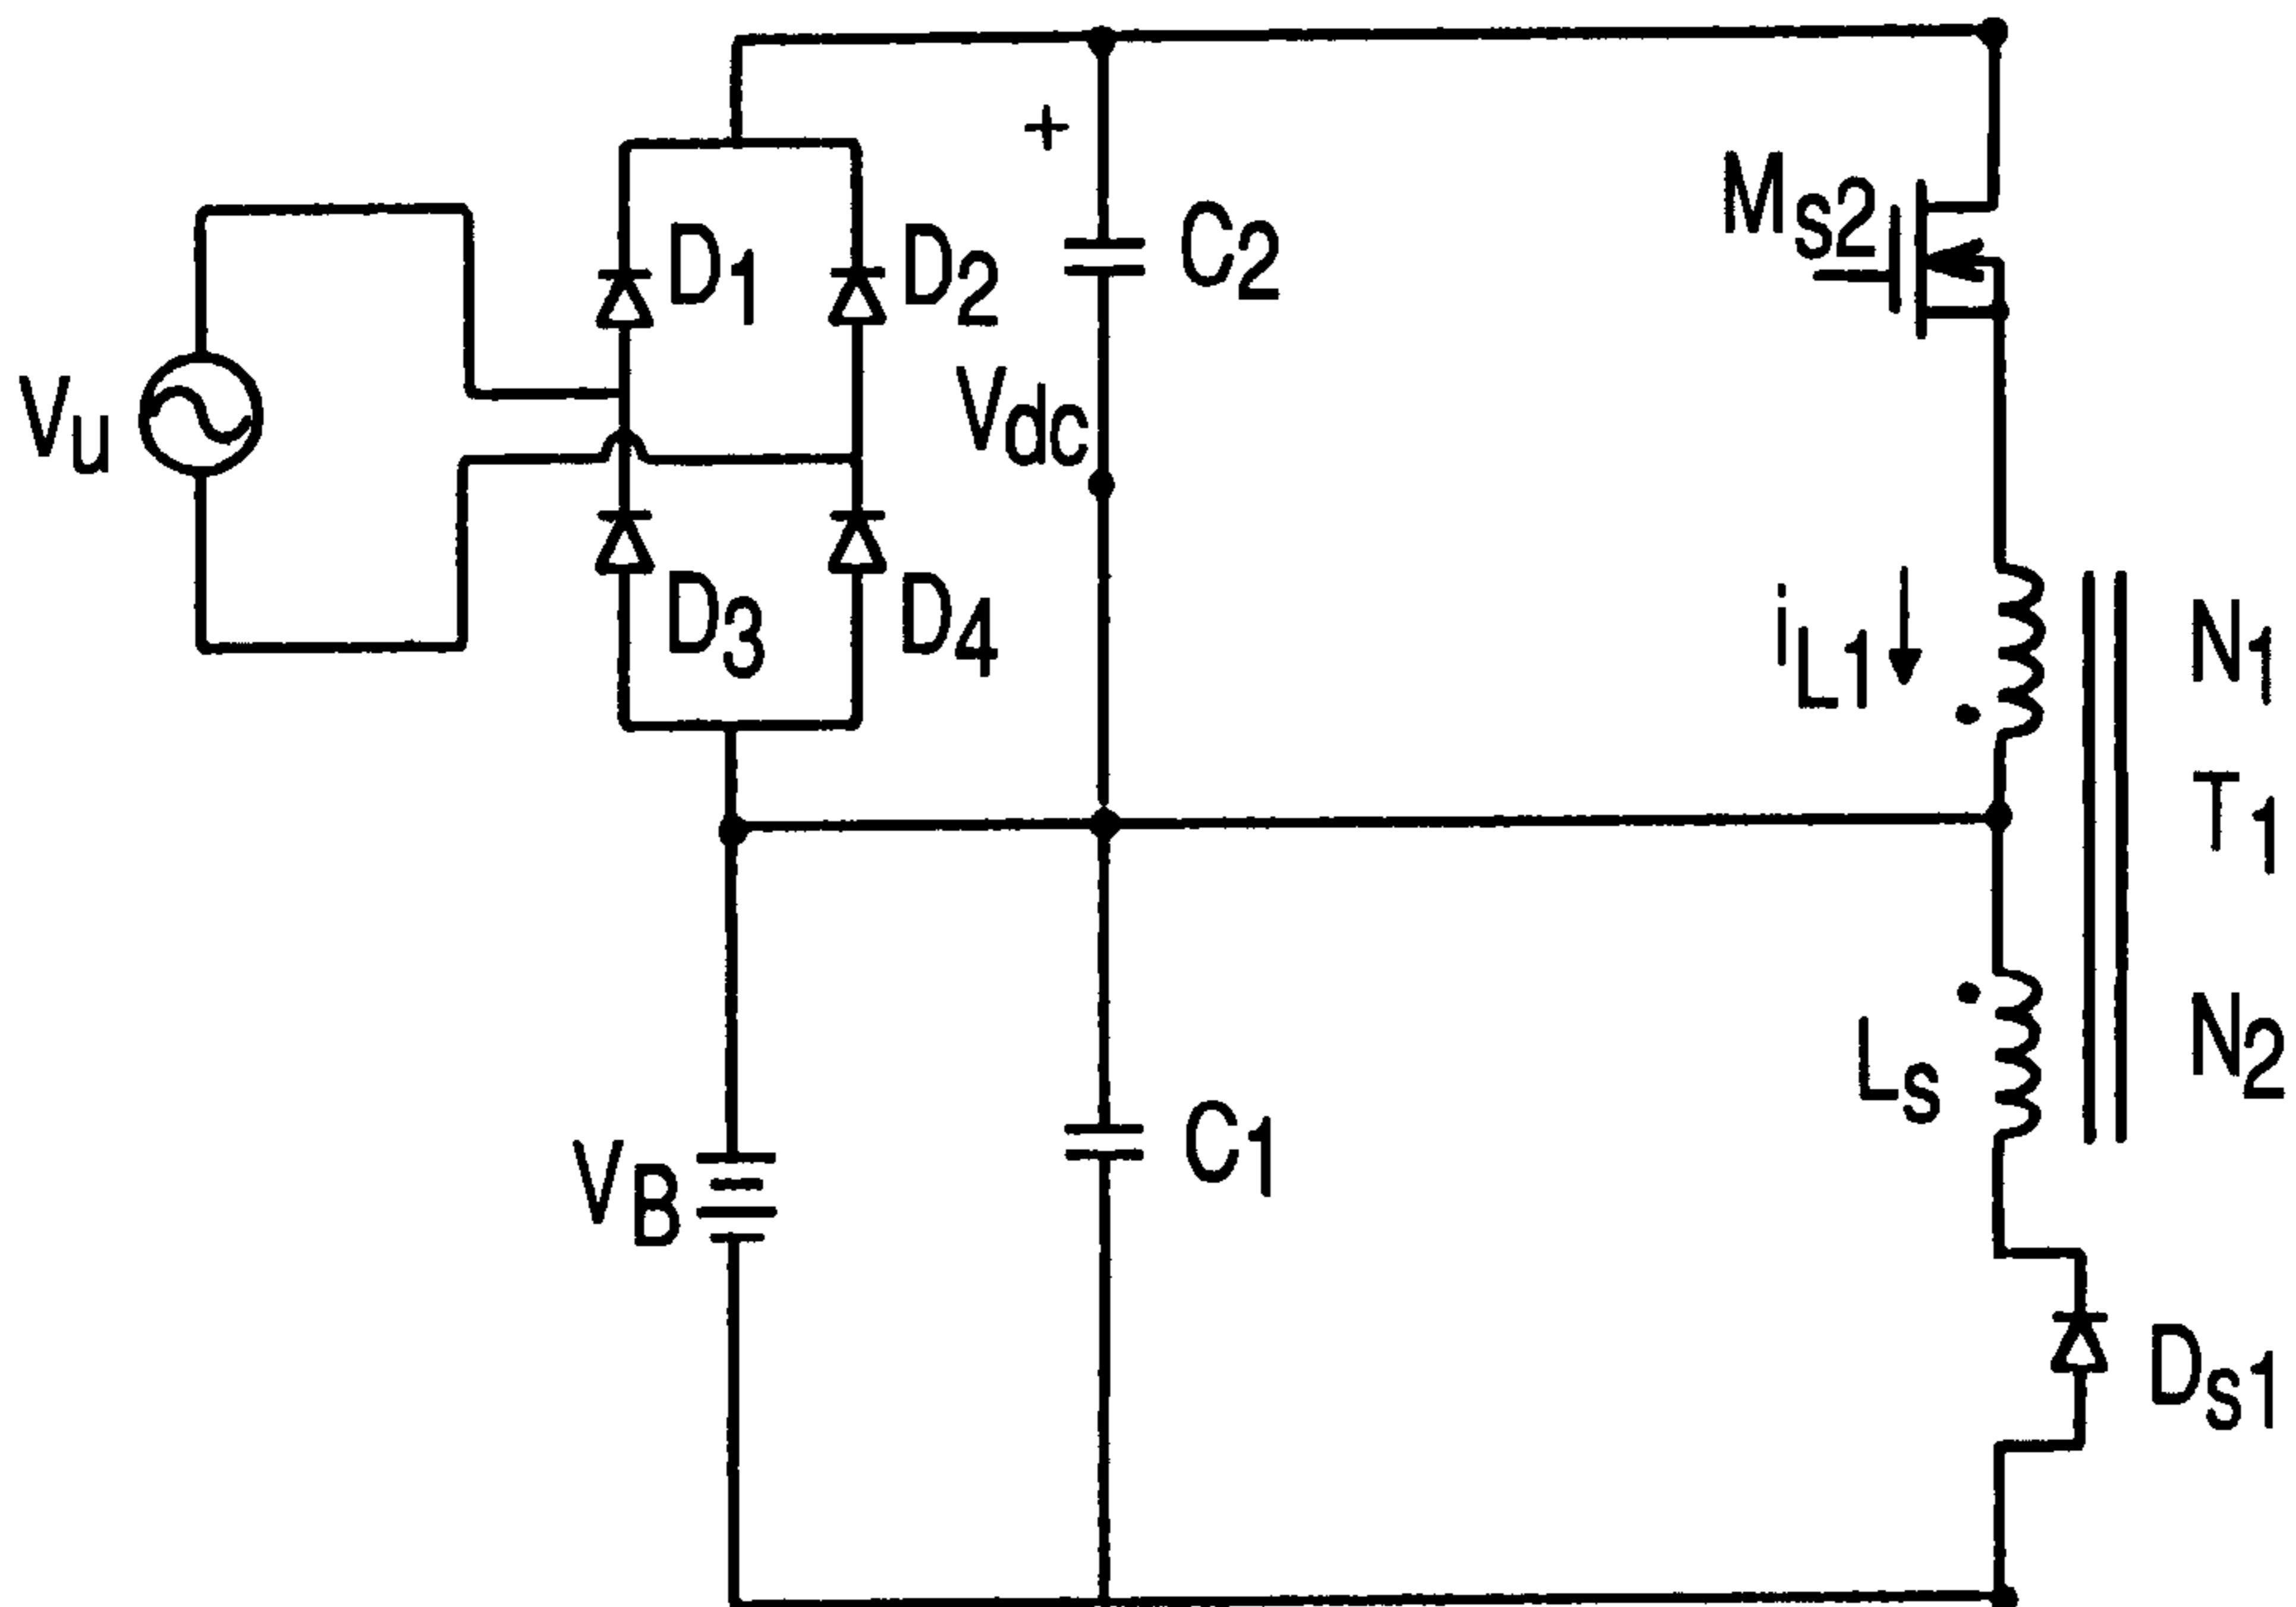 +
Ms2
D1
D2
C2
Vu
Vdc
D3
D4
iL1
N1
T1
Ls
N2
VB
C1
Ds1